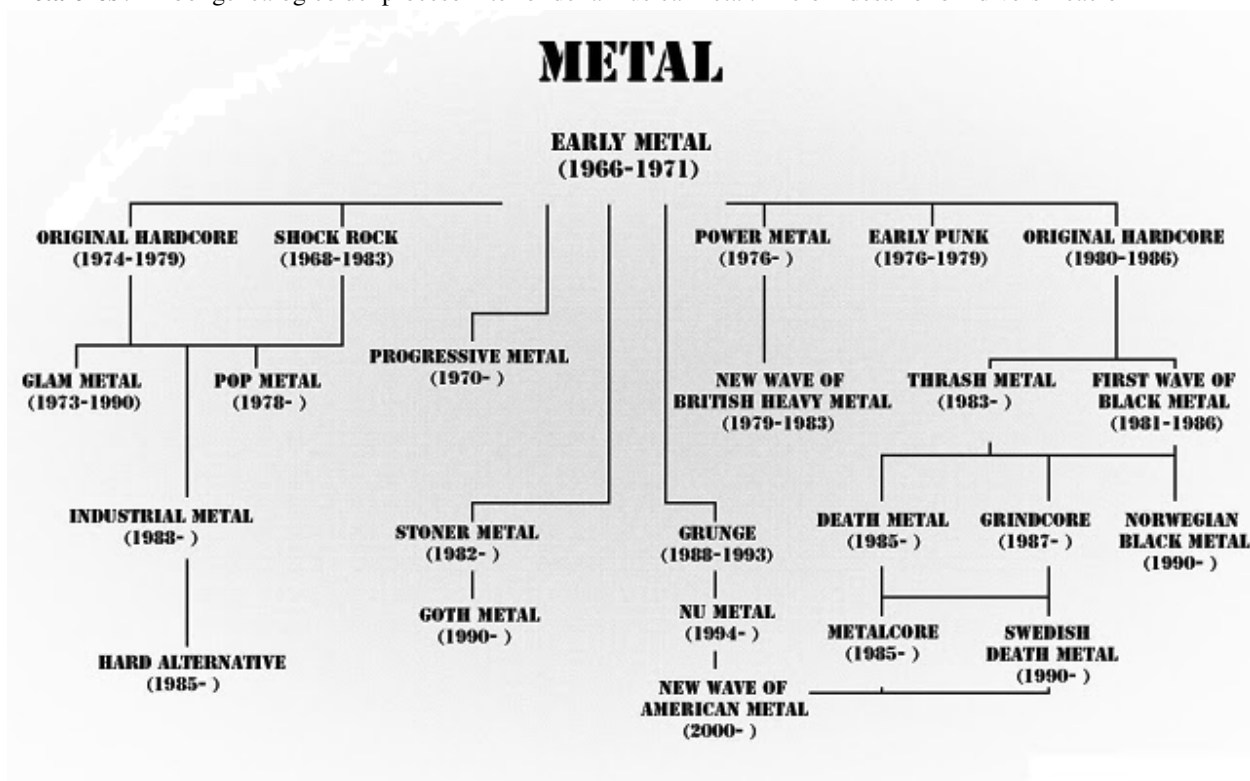 METAL
EARLY METAL
(1966-1971)
ORIGINAL HARDCORE
(1974-1979)
SHOCK ROCK
(1968-1983)
POWER METAL
(1976- )
EARLY PUNK
(1976-1979)
ORIGINAL HARDCORE
(1980-1986)
GLAM METAL
(1973-1990)
POP METAL
(1978- )
PROGRESSIVE METAL
(1970- )
NEW WAVE OF
BRITISH HEAVY METAL
(1979-1983)
THRASH METAL
(1983- )
FIRST WAVE OF
BLACK METAL
(1981-1986)
INDUSTRIAL METAL
(1988- )
STONER METAL
(1982- )
GRUNGE
(1988-1993)
DEATH METAL
(1985- )
GRINDCORE
(1987- )
NORWEGIAN
BLACK METAL
(1990- )
GOTH METAL
(1990- )
NU METAL
(1994- )
METALCORE
(1985- )
SWEDISH
DEATH METAL
(1990- )
HARD ALTERNATIVE
(1985- )
NEW WAVE OF
AMERICAN METAL
(2000- )